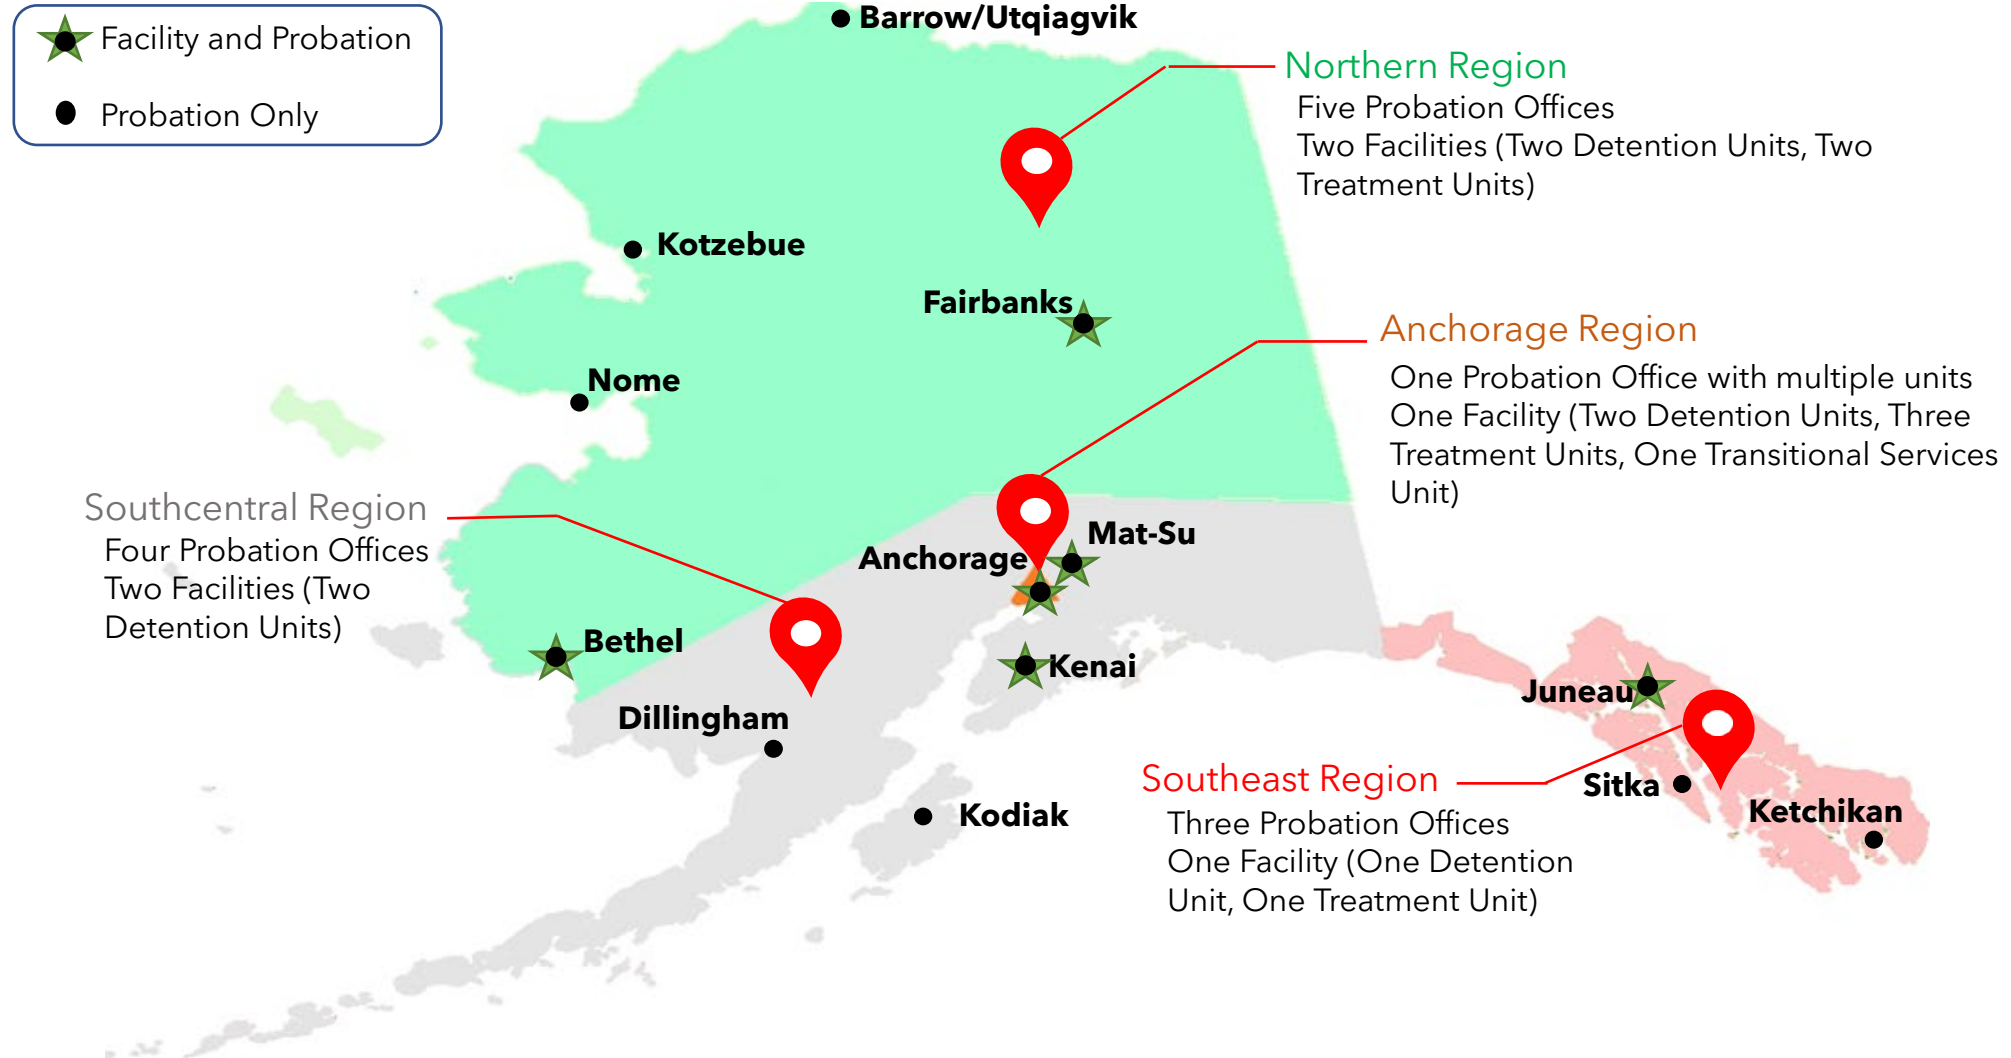 Facility and Probation
Probation Only
Barrow/Utqiagvik
Northern Region
Five Probation Offices
Two Facilities (Two Detention Units, Two
Treatment Units)
Kotzebue
Fairbanks
Nome
Anchorage Region
One Probation Office with multiple units
One Facility (Two Detention Units, Three
Treatment Units, One Transitional Services
Unit)
Southcentral Region
Four Probation Offices
Two Facilities (Two
Detention Units)
Mat-Su
Anchorage
Bethel
Kenai
Dillingham
Kodiak
Juneau
Southeast Region
Three Probation Offices
One Facility (One Detention
Unit, One Treatment Unit)
Sitka
Ketchikan